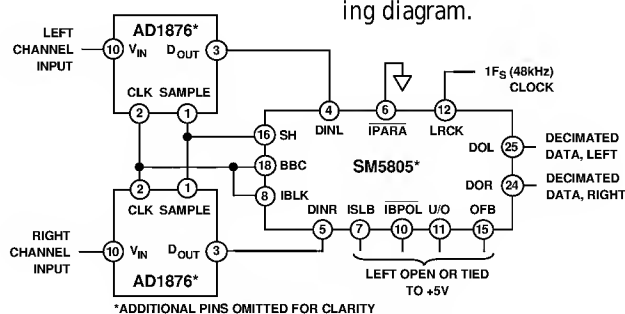 ing diagram.
LEFT
CHANNEL
INPUT
AD1876*
10 VIN DOUT 3
CLK SAMPLE
2 1
1FS (48kHz)
CLOCK
4 6 12
DINL IPARA LRCK
16 SH
18 BBC
8 IBLK
SM5805*
DOL 25
DECIMATED
DATA, LEFT
DOR 24
DECIMATED
DATA, RIGHT
DINR ISLB IBPOL U/O OFB
5 7 10 11 15
LEFT OPEN OR TIED
TO +5V
2 1
CLK SAMPLE
RIGHT
CHANNEL
INPUT
10 VIN DOUT 3
AD1876*
*ADDITIONAL PINS OMITTED FOR CLARITY